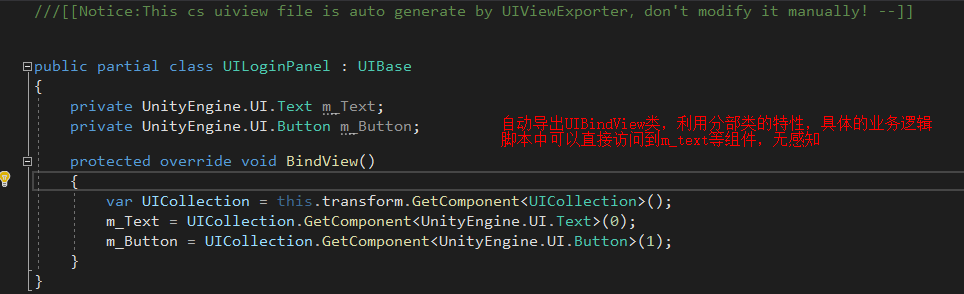 ///[[Notice:This cs uiview file is auto generate by UIViewExporter, don't modify it manually! --]]
public partial class UILoginPanel : UIBase
{
private UnityEngine.UI.Text m_Text;
private UnityEngine.UI.Button m_Button;
自动导出UIBindView类，利用分部类的特性，具体的业务逻辑
脚本中可以直接访问到m_text等组件，无感知
protected override void BindView()
{
var UICollection = this.transform.GetComponent<UICollection>();
m_Text = UICollection.GetComponent<UnityEngine.UI.Text>(0);
m_Button = UICollection.GetComponent<UnityEngine.UI.Button>(1);
}
}